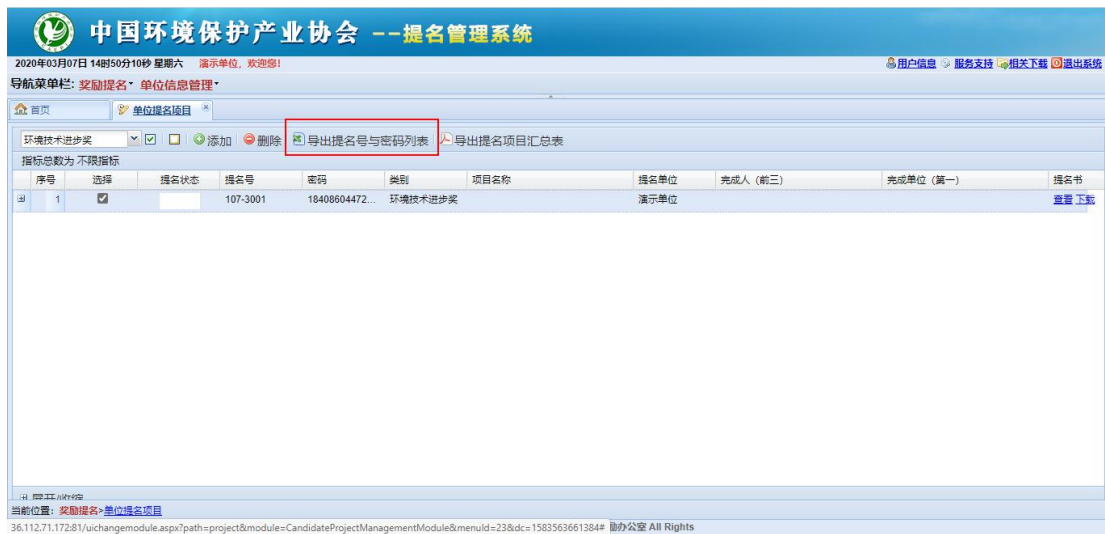 中国环境保护产业协会 --提名管理系统
2020年03月07日 14时50分10秒 星期六 演示单位, 欢迎您! 用户信息 服务支持 相关下载 退出系统
导航菜单栏: 奖励提名 单位信息管理
首页 单位提名项目
环境技术进步奖 添加 删除 导出提名号与密码列表 导出提名项目汇总表
指标总数为 不限指标
序号 选择 提名状态 提名号 密码 类别 项目名称 提名单位 完成人 (前三) 完成单位 (第一) 提名书
1 107-3001 18408604472... 环境技术进步奖 演示单位 查看 下载
展开/收缩
当前位置: 奖励提名>单位提名项目
36.112.71.172:81/uichangemodule.aspx?path=project&module=CandidateProjectManagementModule&menuId=23&dc=1583563661384# 励办公室 All Rights